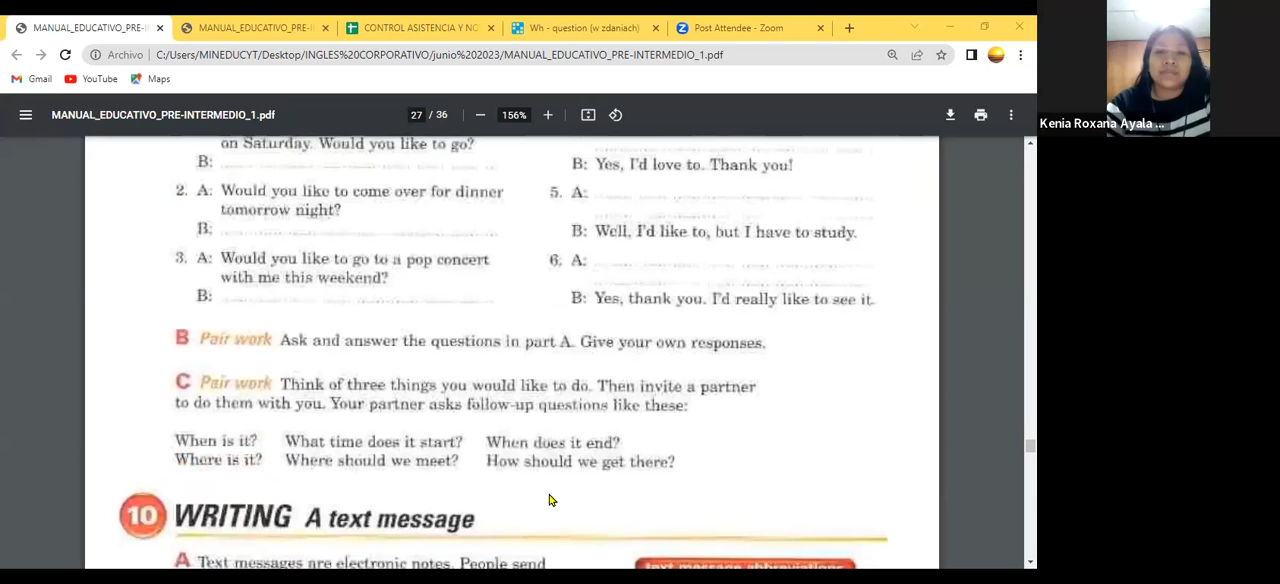 MANUAL_EDUCATIVO_PRE-I
MANUAL_EDUCATIVO_PRE-INTERM
CONTROL ASISTENCIA Y NO
Wh - question (w zdaniach)
Post Attendee - Zoom
Archivo
C:/Users/MINEDUCYT/Desktop/INGLES%20CORPORATIVO/junio%202023/MANUAL_EDUCATIVO_PRE-INTERMEDIO_1.pdf
Gmail YouTube Maps
MANUAL_EDUCATIVO_PRE-INTERMEDIO_1.pdf
27 / 36
156%
Kenia Roxana Ayala ...
on Saturday. Would you like to go?
B:
2. A: Would you like to come over for dinner
tomorrow night?
B:
3. A: Would you like to go to a pop concert
with me this weekend?
B:
B: Yes, I'd love to. Thank you!
5. A:
B: Well, I'd like to, but I have to study.
6. A:
B: Yes, thank you. I'd really like to see it.
B Pair work Ask and answer the questions in part A. Give your own responses.
C Pair work Think of three things you would like to do. Then invite a partner
to do them with you. Your partner asks follow-up questions like these:
When is it? What time does it start? When does it end?
Where is it? Where should we meet? How should we get there?
10 WRITING A text message
A Text messages are electronic notes. People send
text message abbreviations